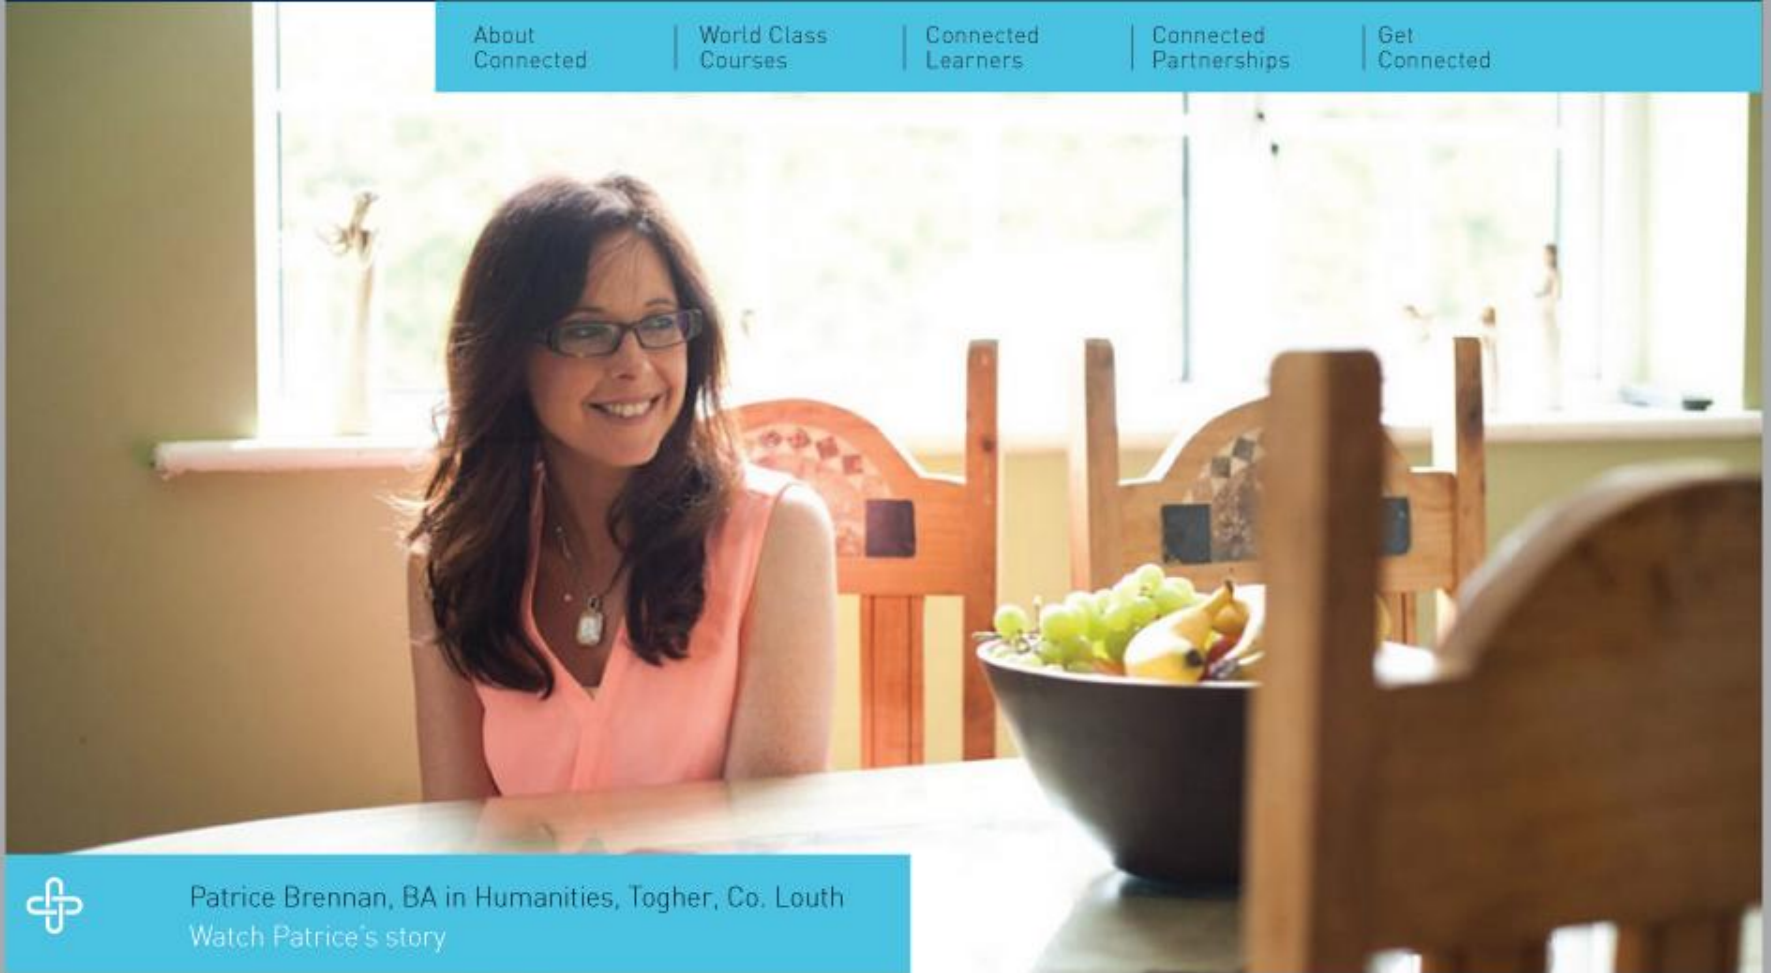 About
Connected
World Class
Courses
Connected
Learners
Connected
Partnerships
Get
Connected
Patrice Brennan, BA in Humanities, Togher, Co. Louth
Watch Patrice's story